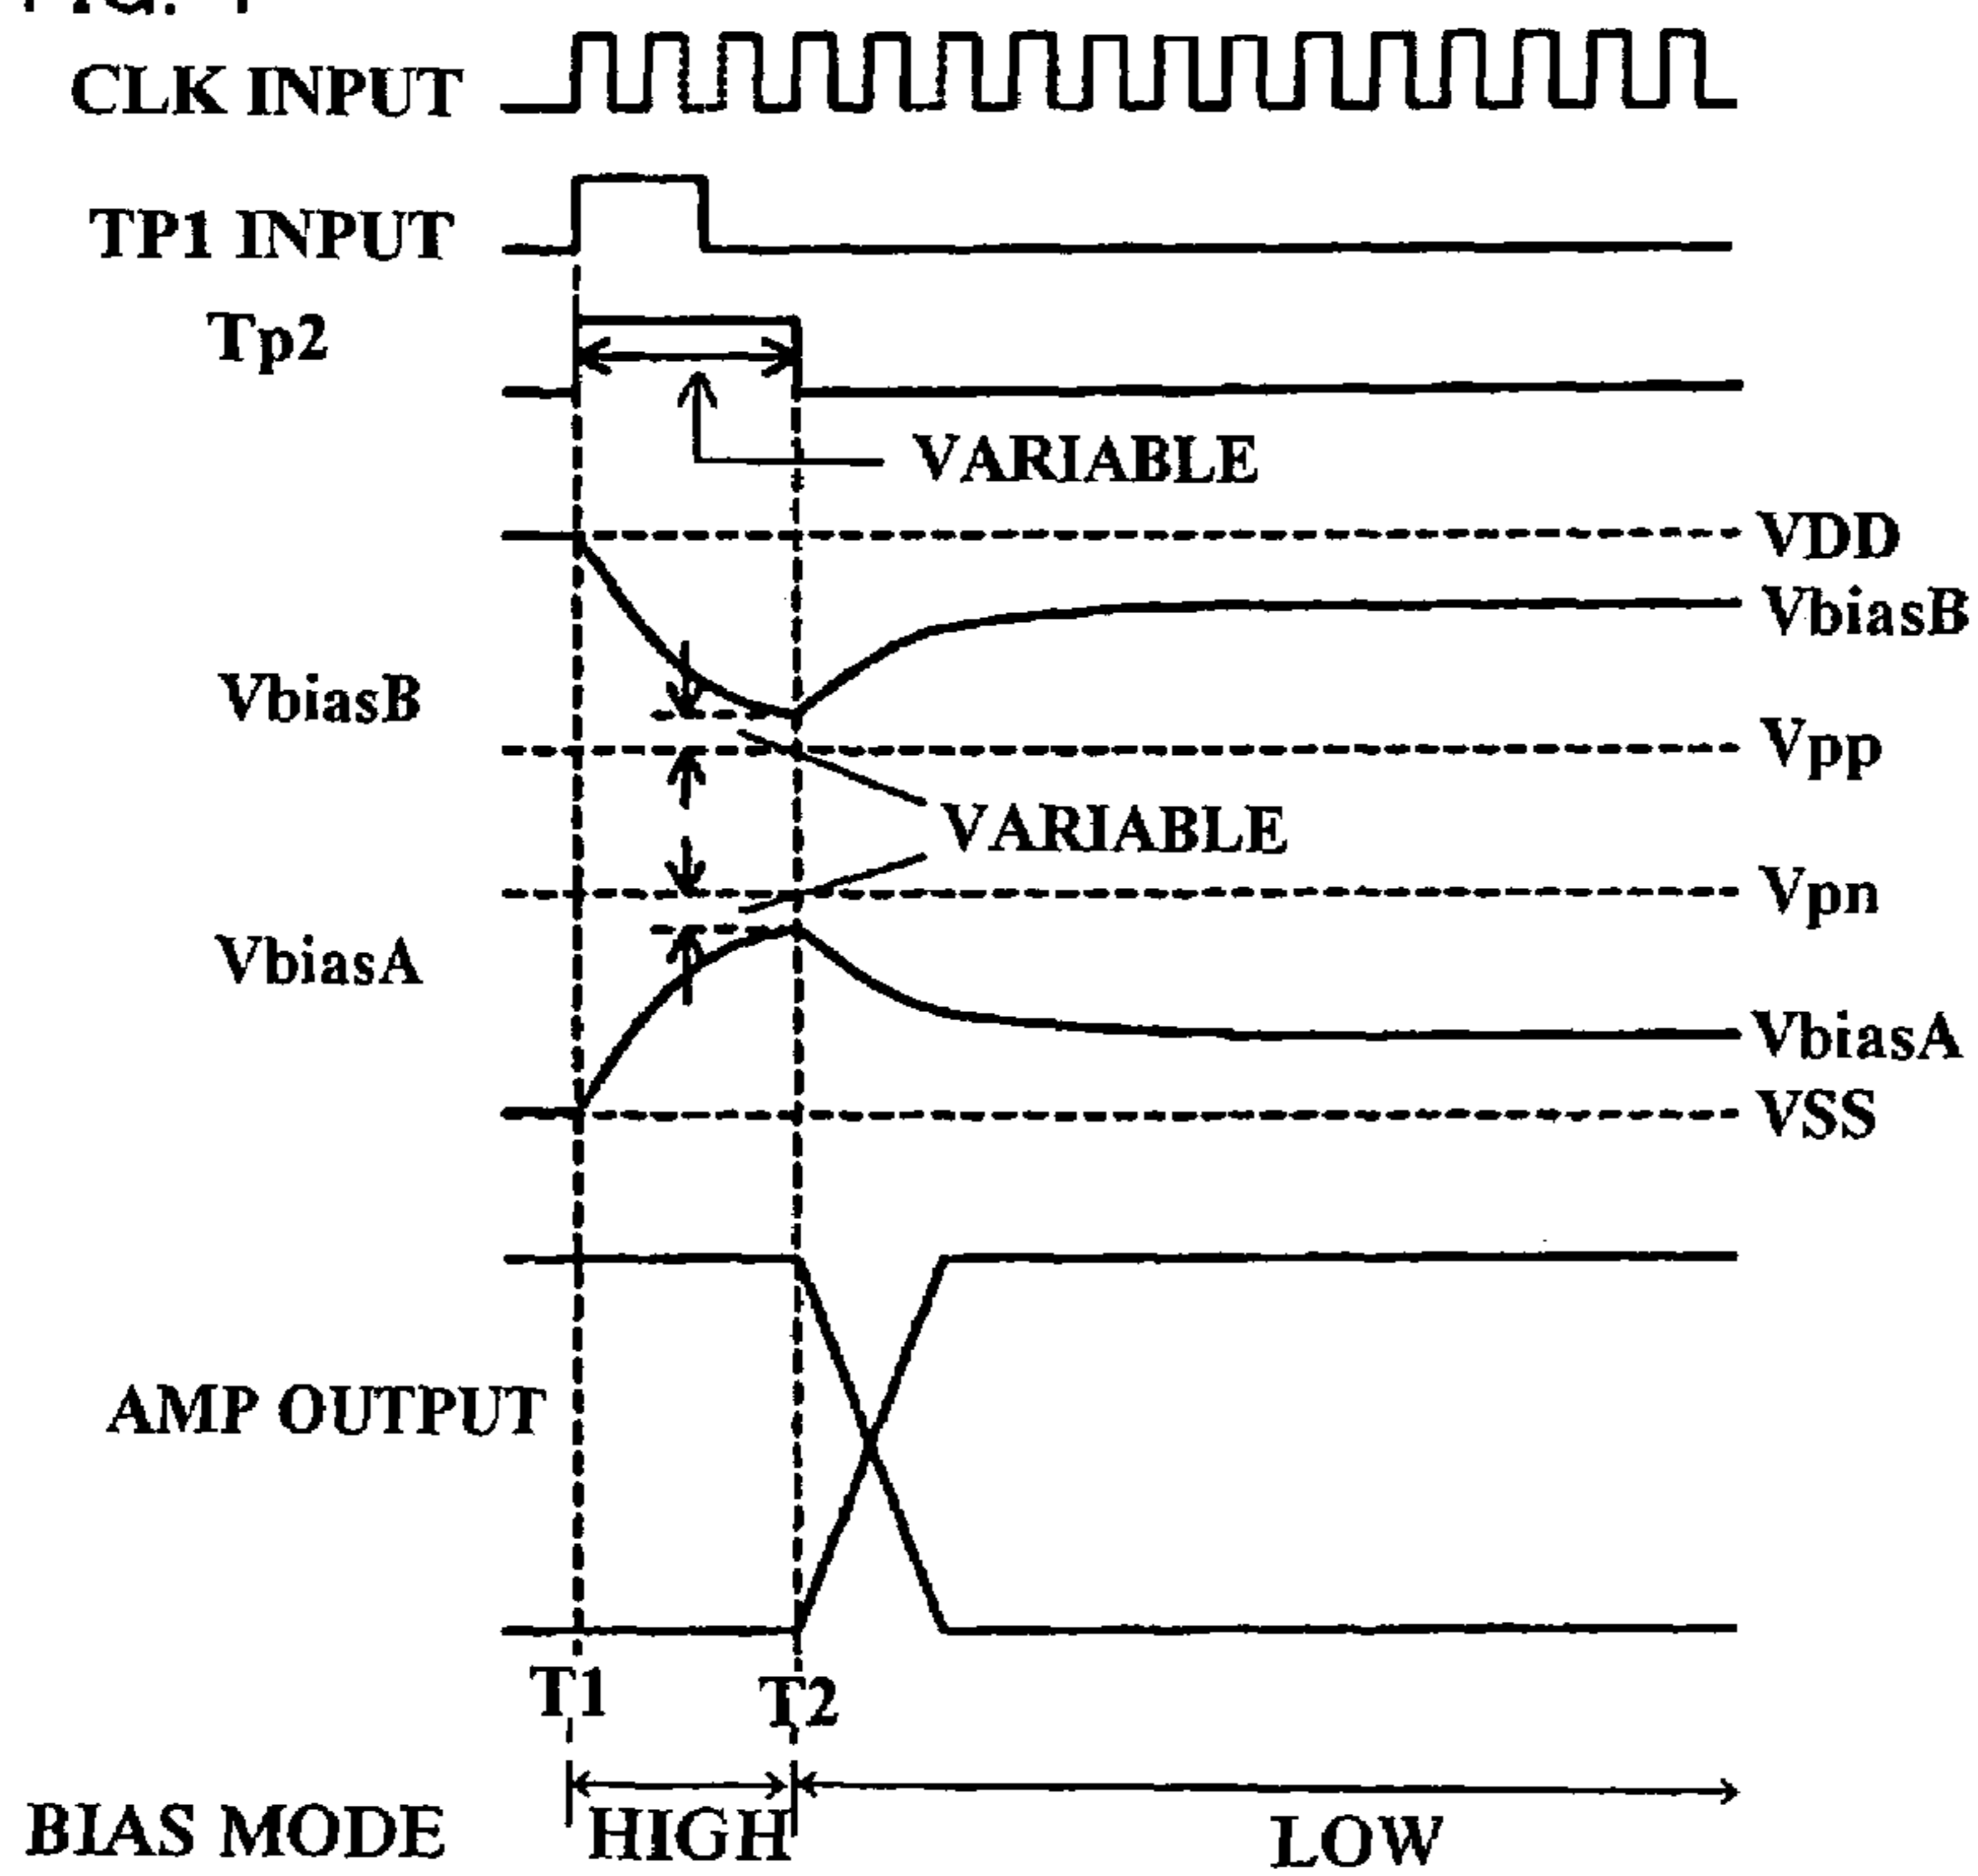 CLK INPUT
TP1 INPUT
Tp2
VARIABLE
VDD
VbiasB
VbiasB
Vpp
VARIABLE
Vpn
VbiasA
VbiasA
VSS
AMP OUTPUT
T1
T2
BIAS MODE
HIGH
LOW